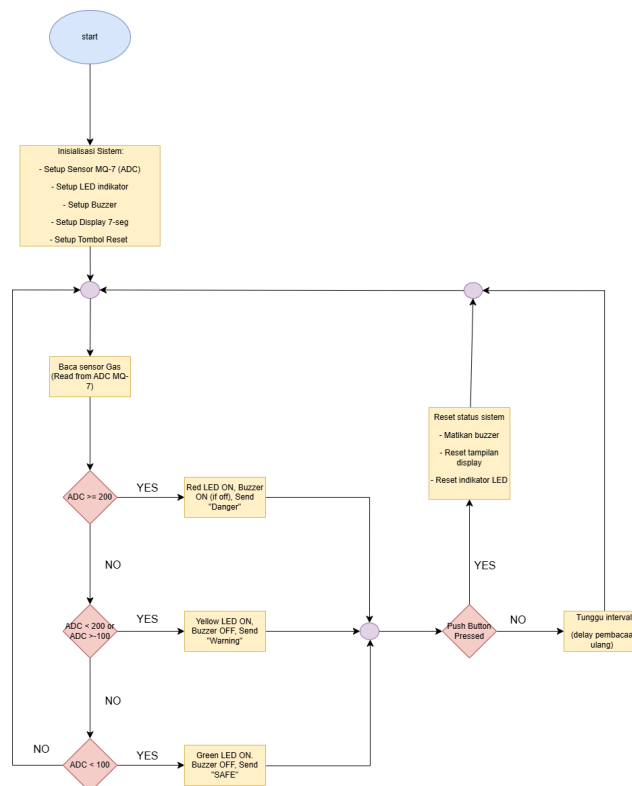 start
Inisialisasi Sistem:
- Setup Sensor MQ-7 (ADC)
- Setup LED indikator
- Setup Buzzer
- Setup Display 7-seg
- Setup Tombol Reset
Baca sensor Gas
(Read from ADC MQ-
7)
Reset status sistem
- Matikan buzzer
- Reset tampilan
display
- Reset indikator LED
ADC >= 200
YES
Red LED ON, Buzzer
ON (if off), Send
"Danger"
NO
YES
ADC < 200 or
ADC >-100
YES
Yellow LED ON,
Buzzer OFF, Send
"Warning"
Push Button
Pressed
NO
Tunggu interval
(delay pembacaa
ulang)
NO
NO
ADC < 100
YES
Green LED ON.
Buzzer OFF, Send
"SAFE"